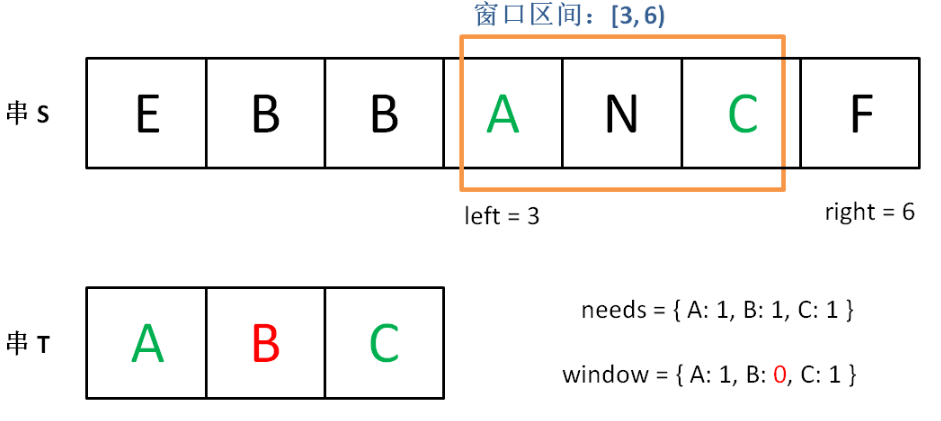 窗口区间：[3,6)
串 S E B B A N C F
left = 3 right = 6
串 T A B C
needs = { A: 1, B: 1, C: 1 }
window = { A: 1, B: 0, C: 1 }